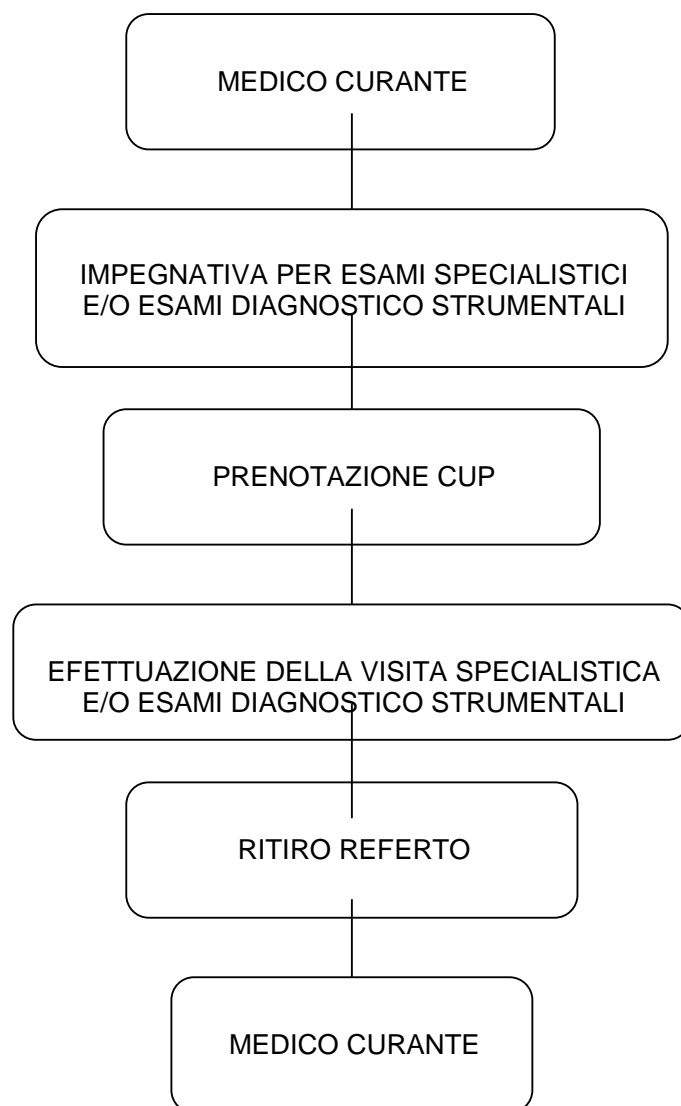 MEDICO CURANTE
IMPEGNATIVA PER ESAMI SPECIALISTICI
E/O ESAMI DIAGNOSTICO STRUMENTALI
PRENOTAZIONE CUP
EFETTUAZIONE DELLA VISITA SPECIALISTICA
E/O ESAMI DIAGNOSTICO STRUMENTALI
RITIRO REFERTO
MEDICO CURANTE